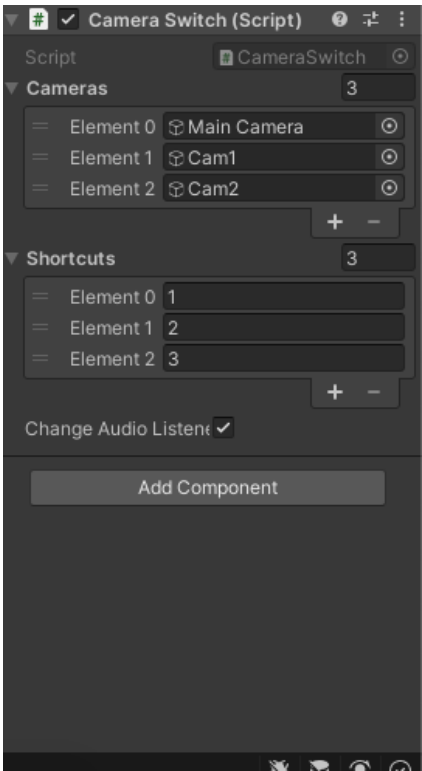 Camera Switch (Script)
Script CameraSwitch
Cameras 3
Element 0 Main Camera
Element 1 Cam1
Element 2 Cam2
+ −
Shortcuts 3
Element 0 1
Element 1 2
Element 2 3
+ −
Change Audio Listene
Add Component